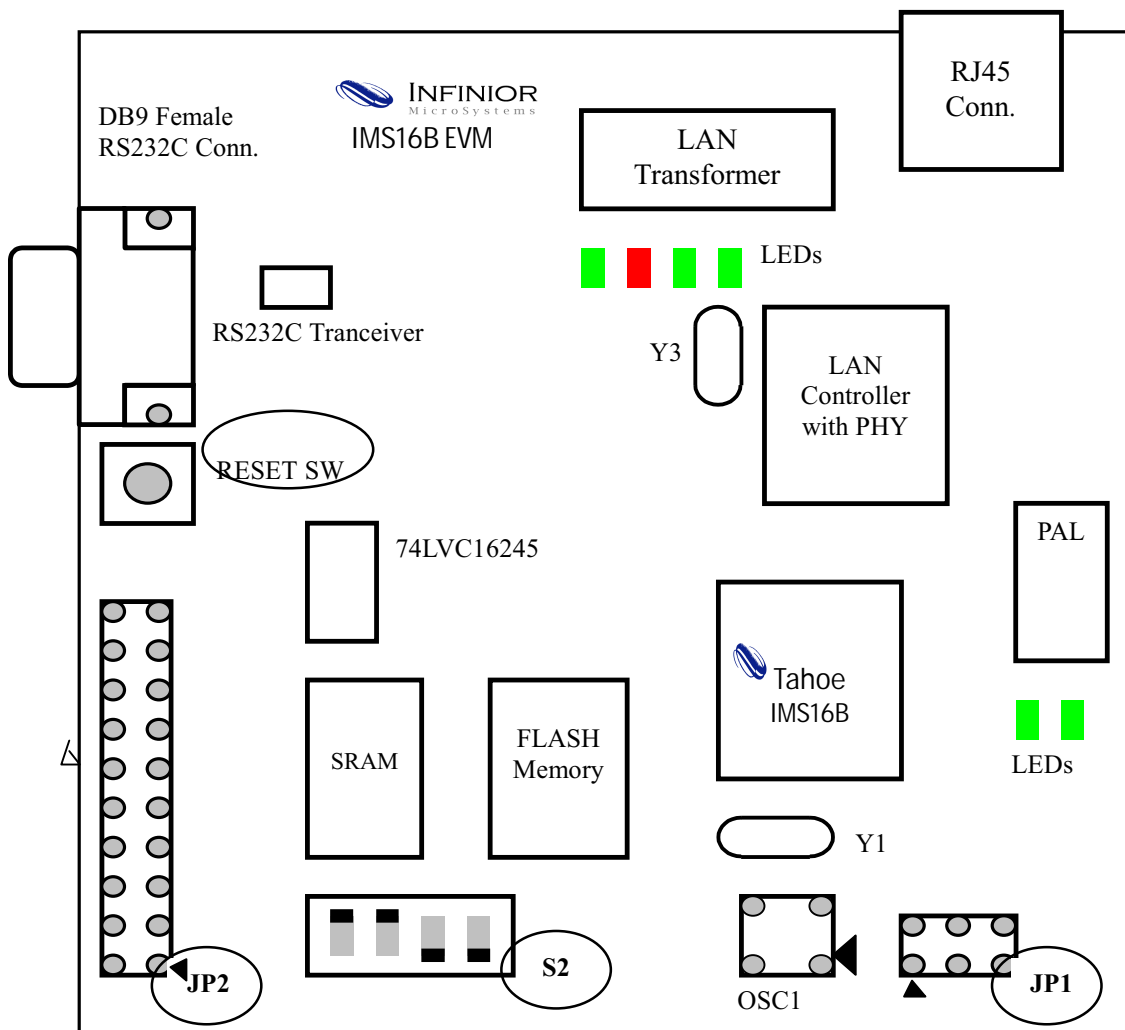 RJ45
Conn.
INFINIOR
MicroSystems
IMS16B EVM
DB9 Female
RS232C Conn.
LAN
Transformer
LEDs
RS232C Tranceiver
Y3
LAN
Controller
with PHY
RESET SW
74LVC16245
PAL
Tahoe
IMS16B
SRAM
FLASH
Memory
LEDs
Y1
JP2
S2
OSC1
JP1